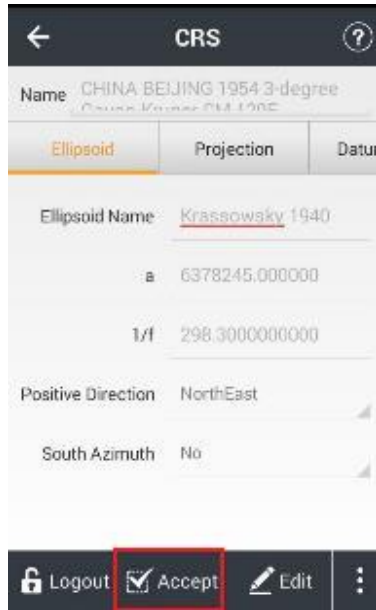 CRS
?
Name CHINA BEIJING 1954 3-degree
Ellipsoid Projection Datu
Ellipsoid Name Krassowsky 1940
a 6378245.000000
1/f 298.3000000000
Positive Direction NorthEast
South Azimuth No
Logout Accept Edit